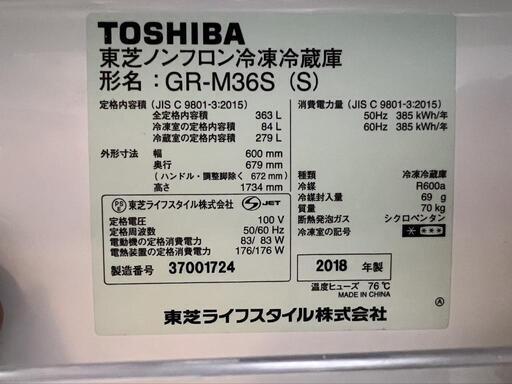 TOSHIBA
東芝ノンフロン冷凍冷蔵庫
形名：GR-M36S (S)
定格内容積 (JIS C 9801-3:2015)
全定格内容積 363 L
冷凍室の定格内容積 84 L
冷蔵室の定格内容積 279 L
外形寸法 幅 600 mm
奥行 679 mm
(ハンドル・調整脚除く 672 mm)
高さ 1734 mm
消費電力量 (JIS C 9801-3:2015)
50Hz 385 kWh/年
60Hz 385 kWh/年
種類 冷凍冷蔵庫
冷媒 R600a
冷媒封入量 69 g
質量 70 kg
断熱発泡ガス シクロペンタン
冷凍室の記号
PS E 東芝ライフスタイル株式会社 S JET
定格電圧 100 V
定格周波数 50/60 Hz
電動機の定格消費電力 83/ 83 W
電熱装置の定格消費電力 176/176 W
製造番号 37001724
2018 年製
温度ヒューズ 76℃
MADE IN CHINA
東芝ライフスタイル株式会社
Ⓐ